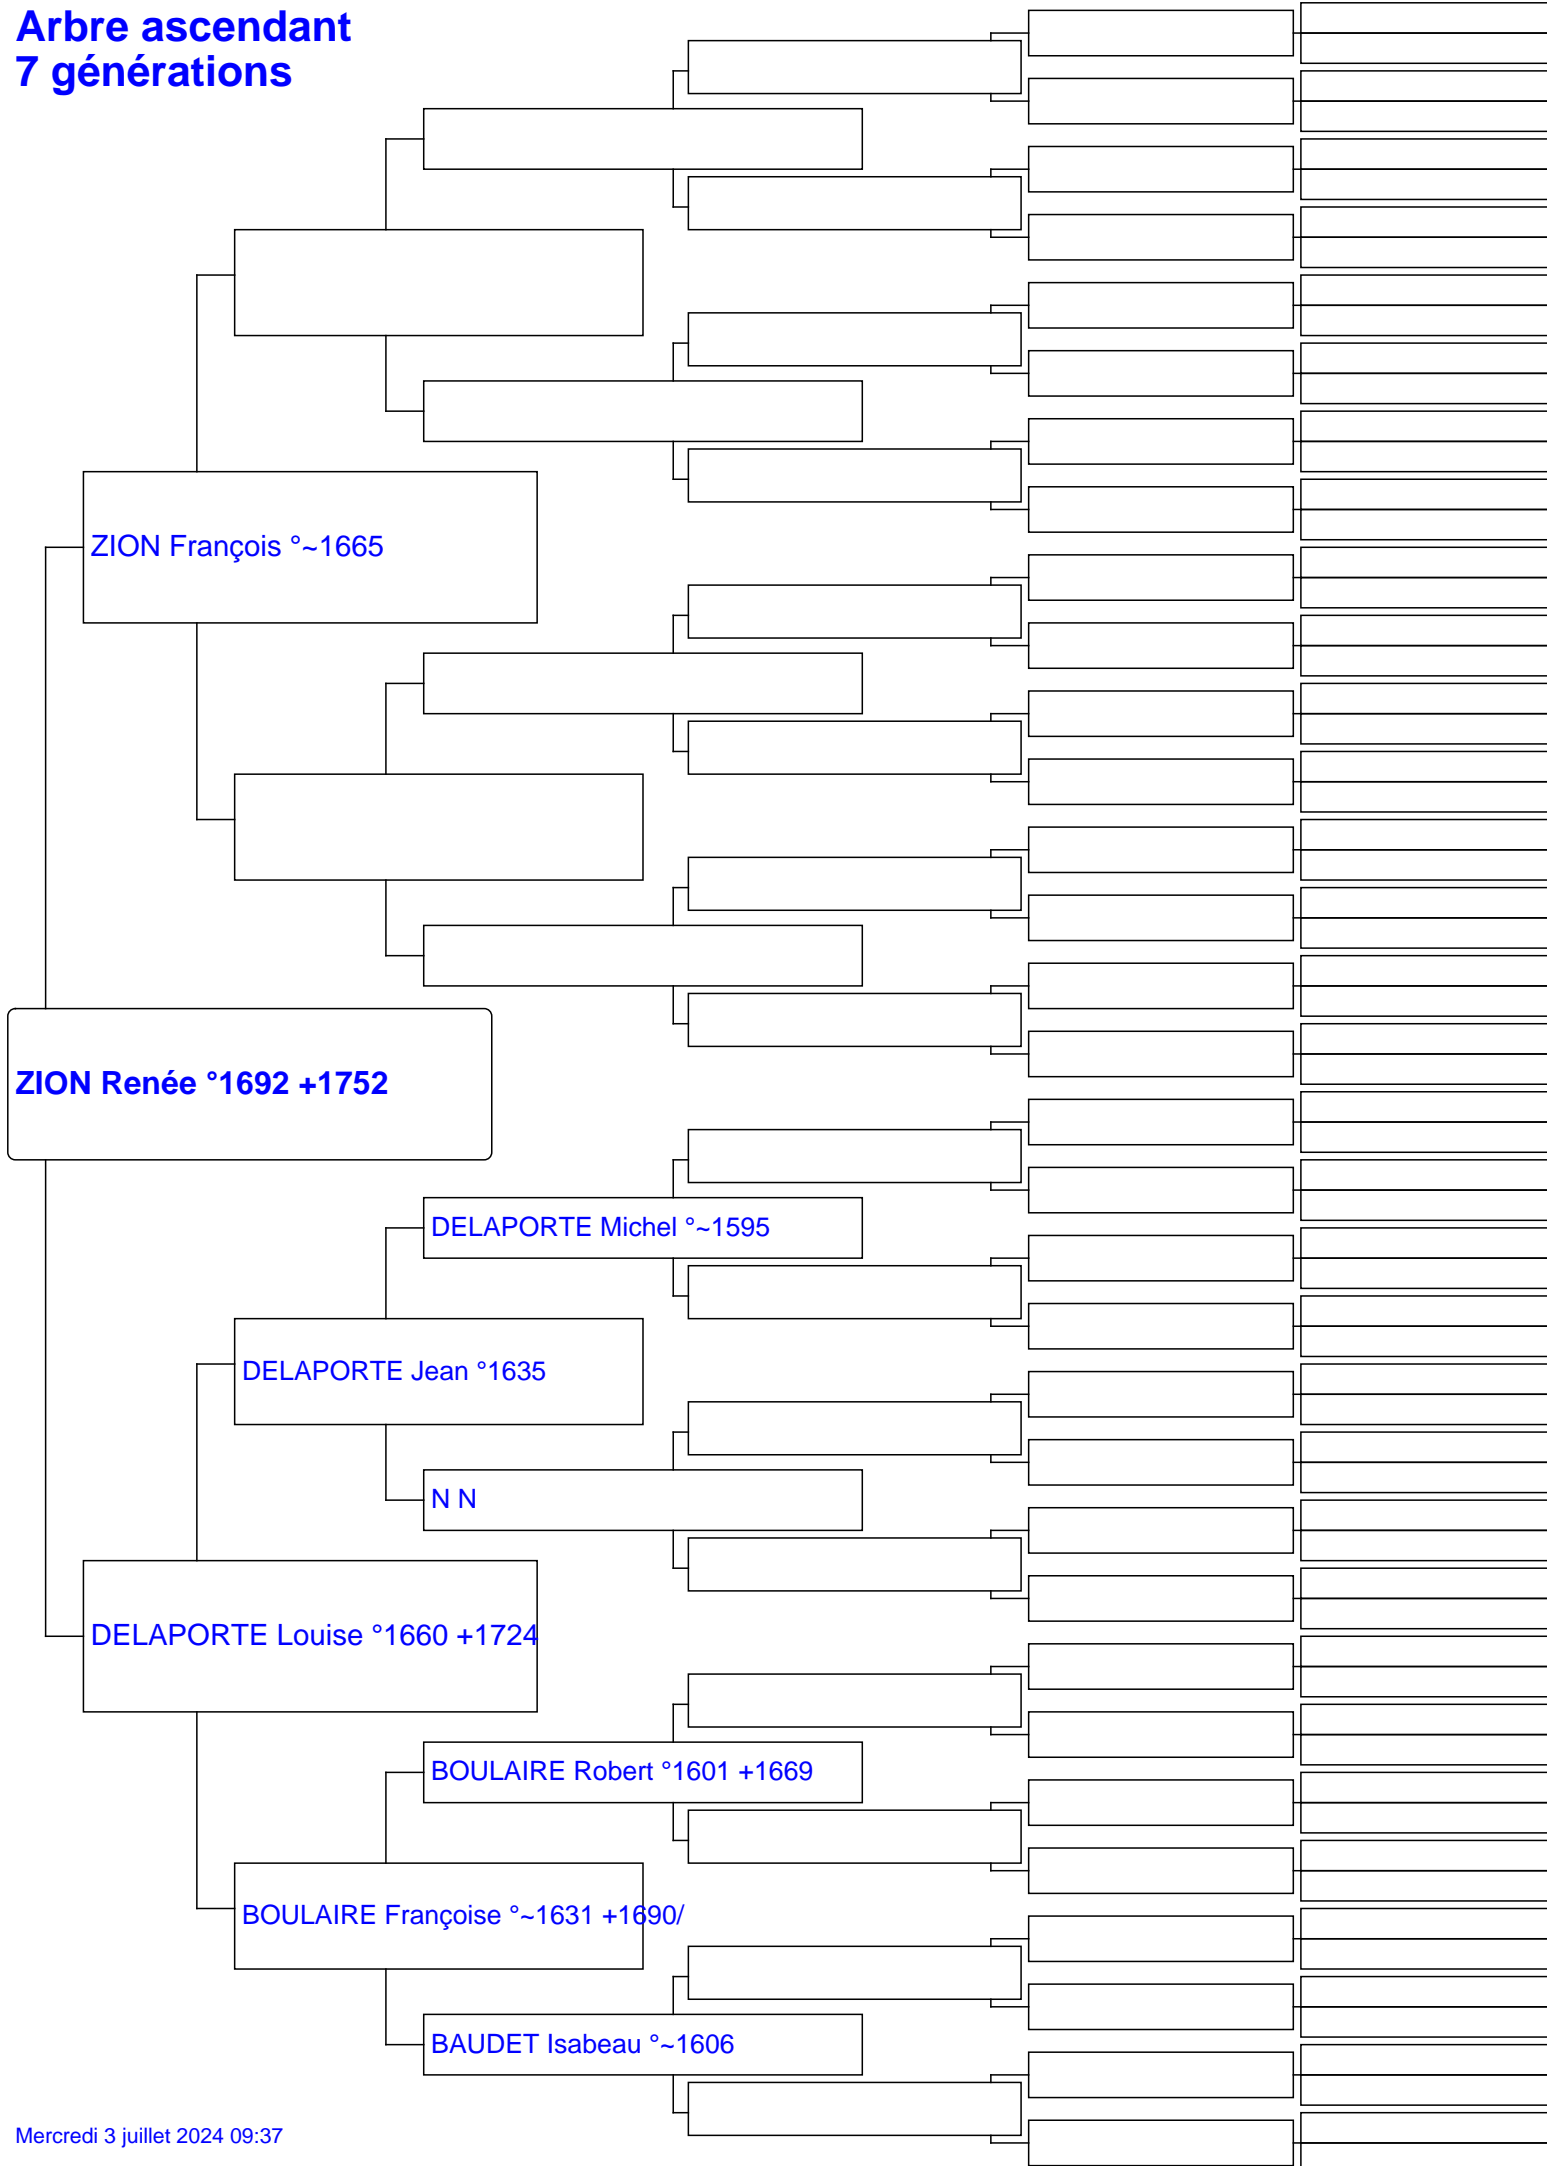 Arbre ascendant
7 générations
ZION François °~1665
ZION Renée °1692 +1752
DELAPORTE Michel °~1595
DELAPORTE Jean °1635
N N
DELAPORTE Louise °1660 +1724
BOULAIRE Robert °1601 +1669
BOULAIRE Françoise °~1631 +1690/
BAUDET Isabeau °~1606
Mercredi 3 juillet 2024 09:37